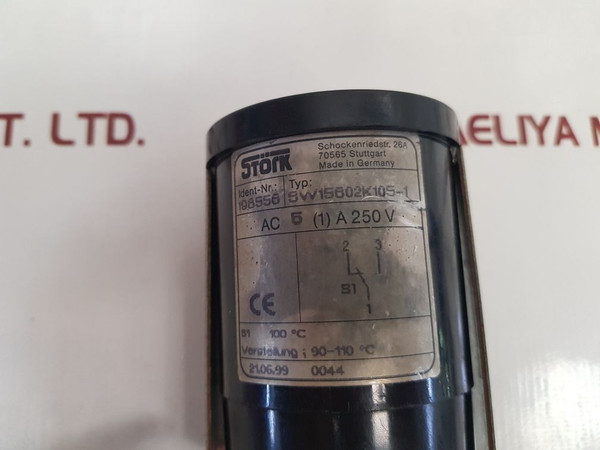 T. LTD.
AELIYA M
STÖRK
Schockenriedstr. 26A
70565 Stuttgart
Made in Germany
Ident-Nr.: Typ:
198556 SW15602K105-1
AC 5 (1) A 250 V
2 3
S1
1
CE
S1 100 °C
Verstellung : 90-110 °C
21.06.99 0044